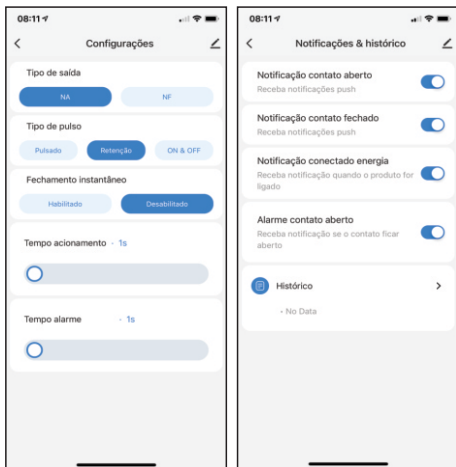 08:11
Configurações
Tipo de saída
NA
NF
Tipo de pulso
Pulsado
Retenção
ON & OFF
Fechamento instantâneo
Habilitado
Desabilitado
Tempo acionamento - 1s
Tempo alarme - 1s
08:11
Notificações & histórico
Notificação contato aberto
Receba notificações push
Notificação contato fechado
Receba notificações push
Notificação conectado energia
Receba notificação quando o produto for
ligado
Alarme contato aberto
Receba notificação se o contato ficar
aberto
Histórico
- No Data